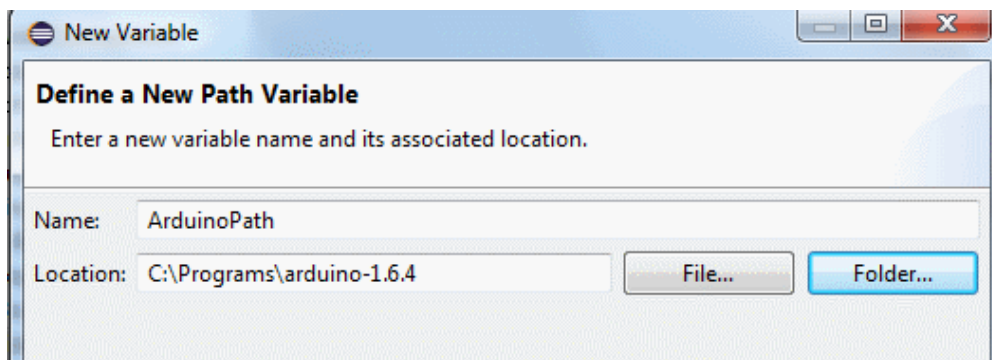 New Variable
Define a New Path Variable
Enter a new variable name and its associated location.
Name: ArduinoPath
Location: C:\Programs\arduino-1.6.4 File... Folder...